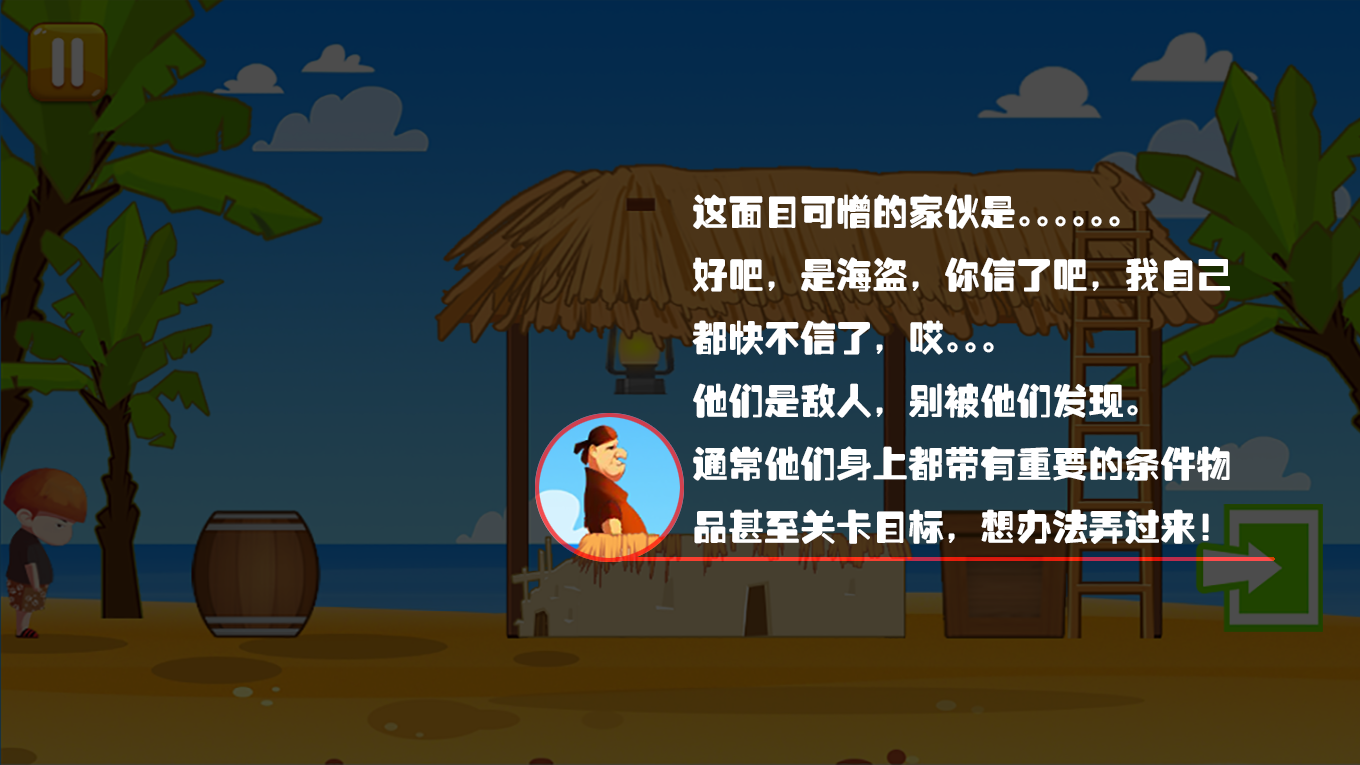 这面目可憎的家伙是。。。。。。
好吧，是海盗，你信了吧，我自己
都快不信了，哎。。。
他们是敌人，别被他们发现。
通常他们身上都带有重要的条件物
品甚至关卡目标，想办法弄过来！